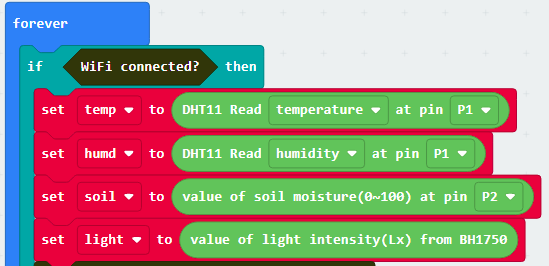 forever
if WiFi connected? then
set temp to DHT11 Read temperature at pin P1
set humd to DHT11 Read humidity at pin P1
set soil to value of soil moisture(0~100) at pin P2
set light to value of light intensity(Lx) from BH1750